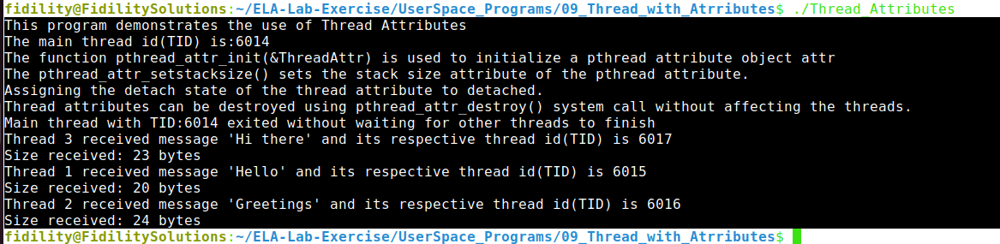 fidility@FidilitySolutions:~/ELA-Lab-Exercise/UserSpace_Programs/09_Thread_with_Atrributes$ ./Thread_Attributes
This program demonstrates the use of Thread Attributes
The main thread id(TID) is:6014
The function pthread_attr_init(&ThreadAttr) is used to initialize a pthread attribute object attr
The pthread_attr_setstacksize() sets the stack size attribute of the pthread attribute.
Assigning the detach state of the thread attribute to detached.
Thread attributes can be destroyed using pthread_attr_destroy() system call without affecting the threads.
Main thread with TID:6014 exited without waiting for other threads to finish
Thread 3 received message 'Hi there' and its respective thread id(TID) is 6017
Size received: 23 bytes
Thread 1 received message 'Hello' and its respective thread id(TID) is 6015
Size received: 20 bytes
Thread 2 received message 'Greetings' and its respective thread id(TID) is 6016
Size received: 24 bytes
fidility@FidilitySolutions:~/ELA-Lab-Exercise/UserSpace_Programs/09_Thread_with_Atrributes$